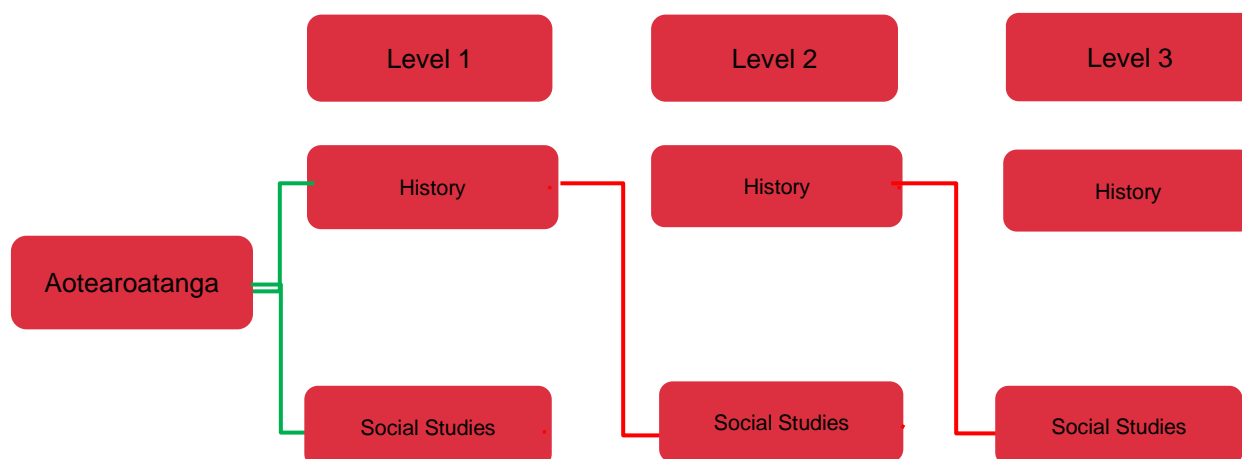 Level 1
Level 2
Level 3
History
History
History
Aotearoatanga
Social Studies
Social Studies
Social Studies